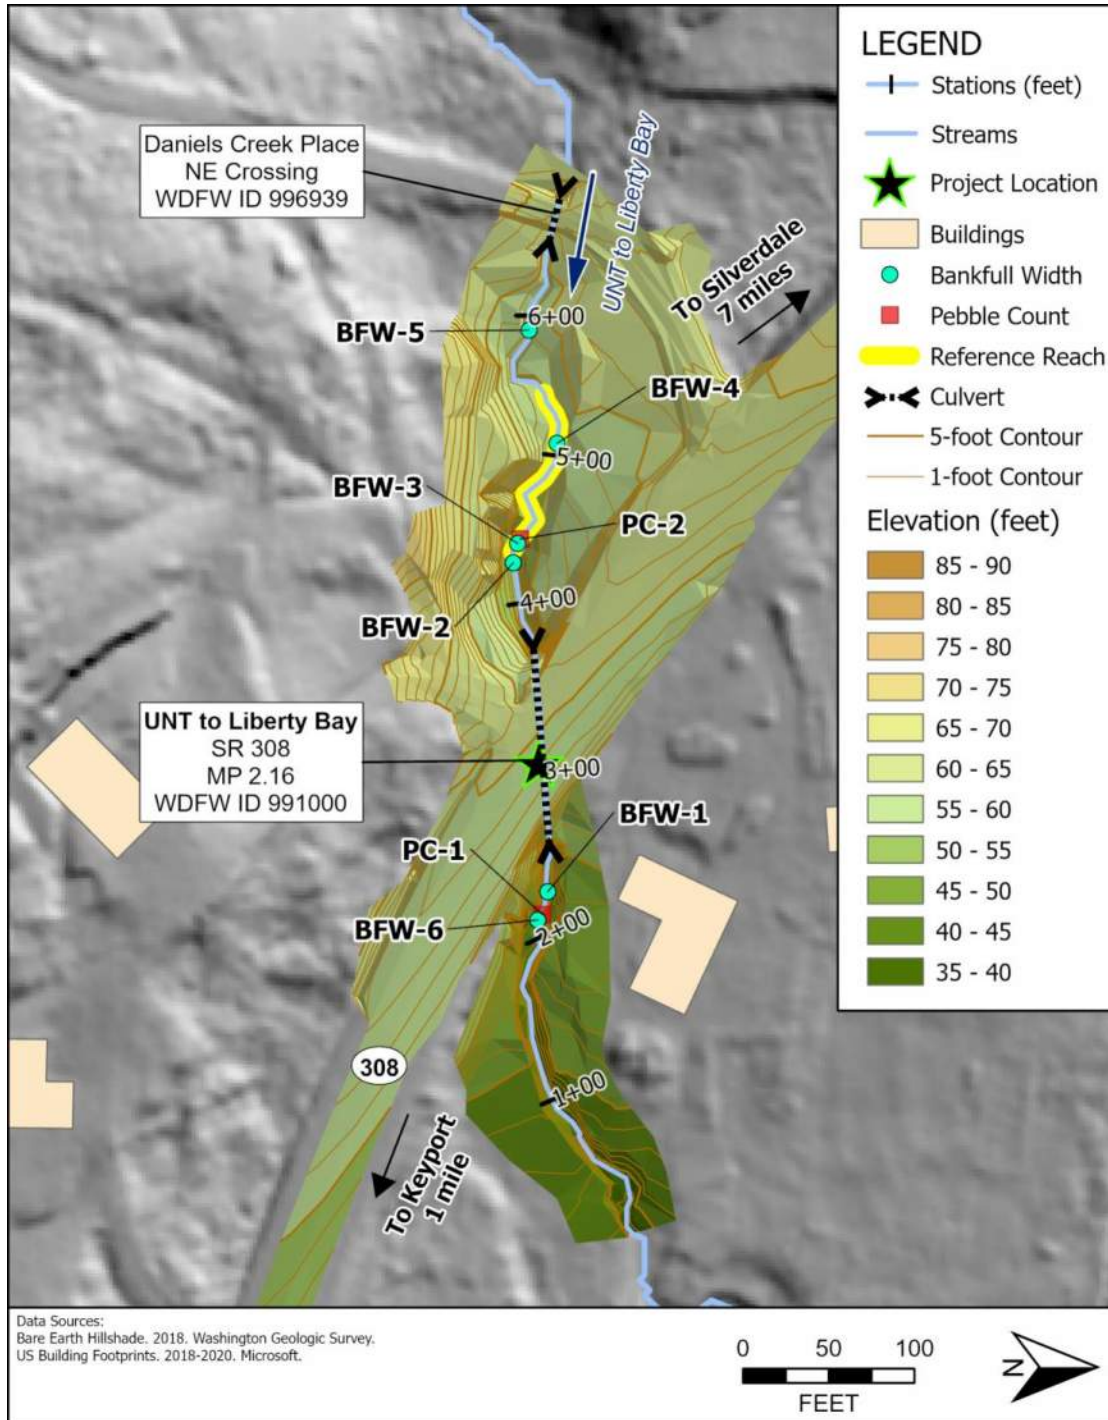 Daniels Creek Place
NE Crossing
WDFW ID 996939
UNT to Liberty Bay
To Silverdale
7 miles
6+00
BFW-5
BFW-4
5+00
BFW-3
PC-2
4+00
BFW-2
UNT to Liberty Bay
SR 308
MP 2.16
WDFW ID 991000
3+00
BFW-1
PC-1
BFW-6
2+00
308
1+00
To Keyport
1 mile
LEGEND
Stations (feet)
Streams
Project Location
Buildings
Bankfull Width
Pebble Count
Reference Reach
Culvert
5-foot Contour
1-foot Contour
Elevation (feet)
85 - 90
80 - 85
75 - 80
70 - 75
65 - 70
60 - 65
55 - 60
50 - 55
45 - 50
40 - 45
35 - 40
Data Sources:
Bare Earth Hillshade. 2018. Washington Geologic Survey.
US Building Footprints. 2018-2020. Microsoft.
0 50 100
FEET
N